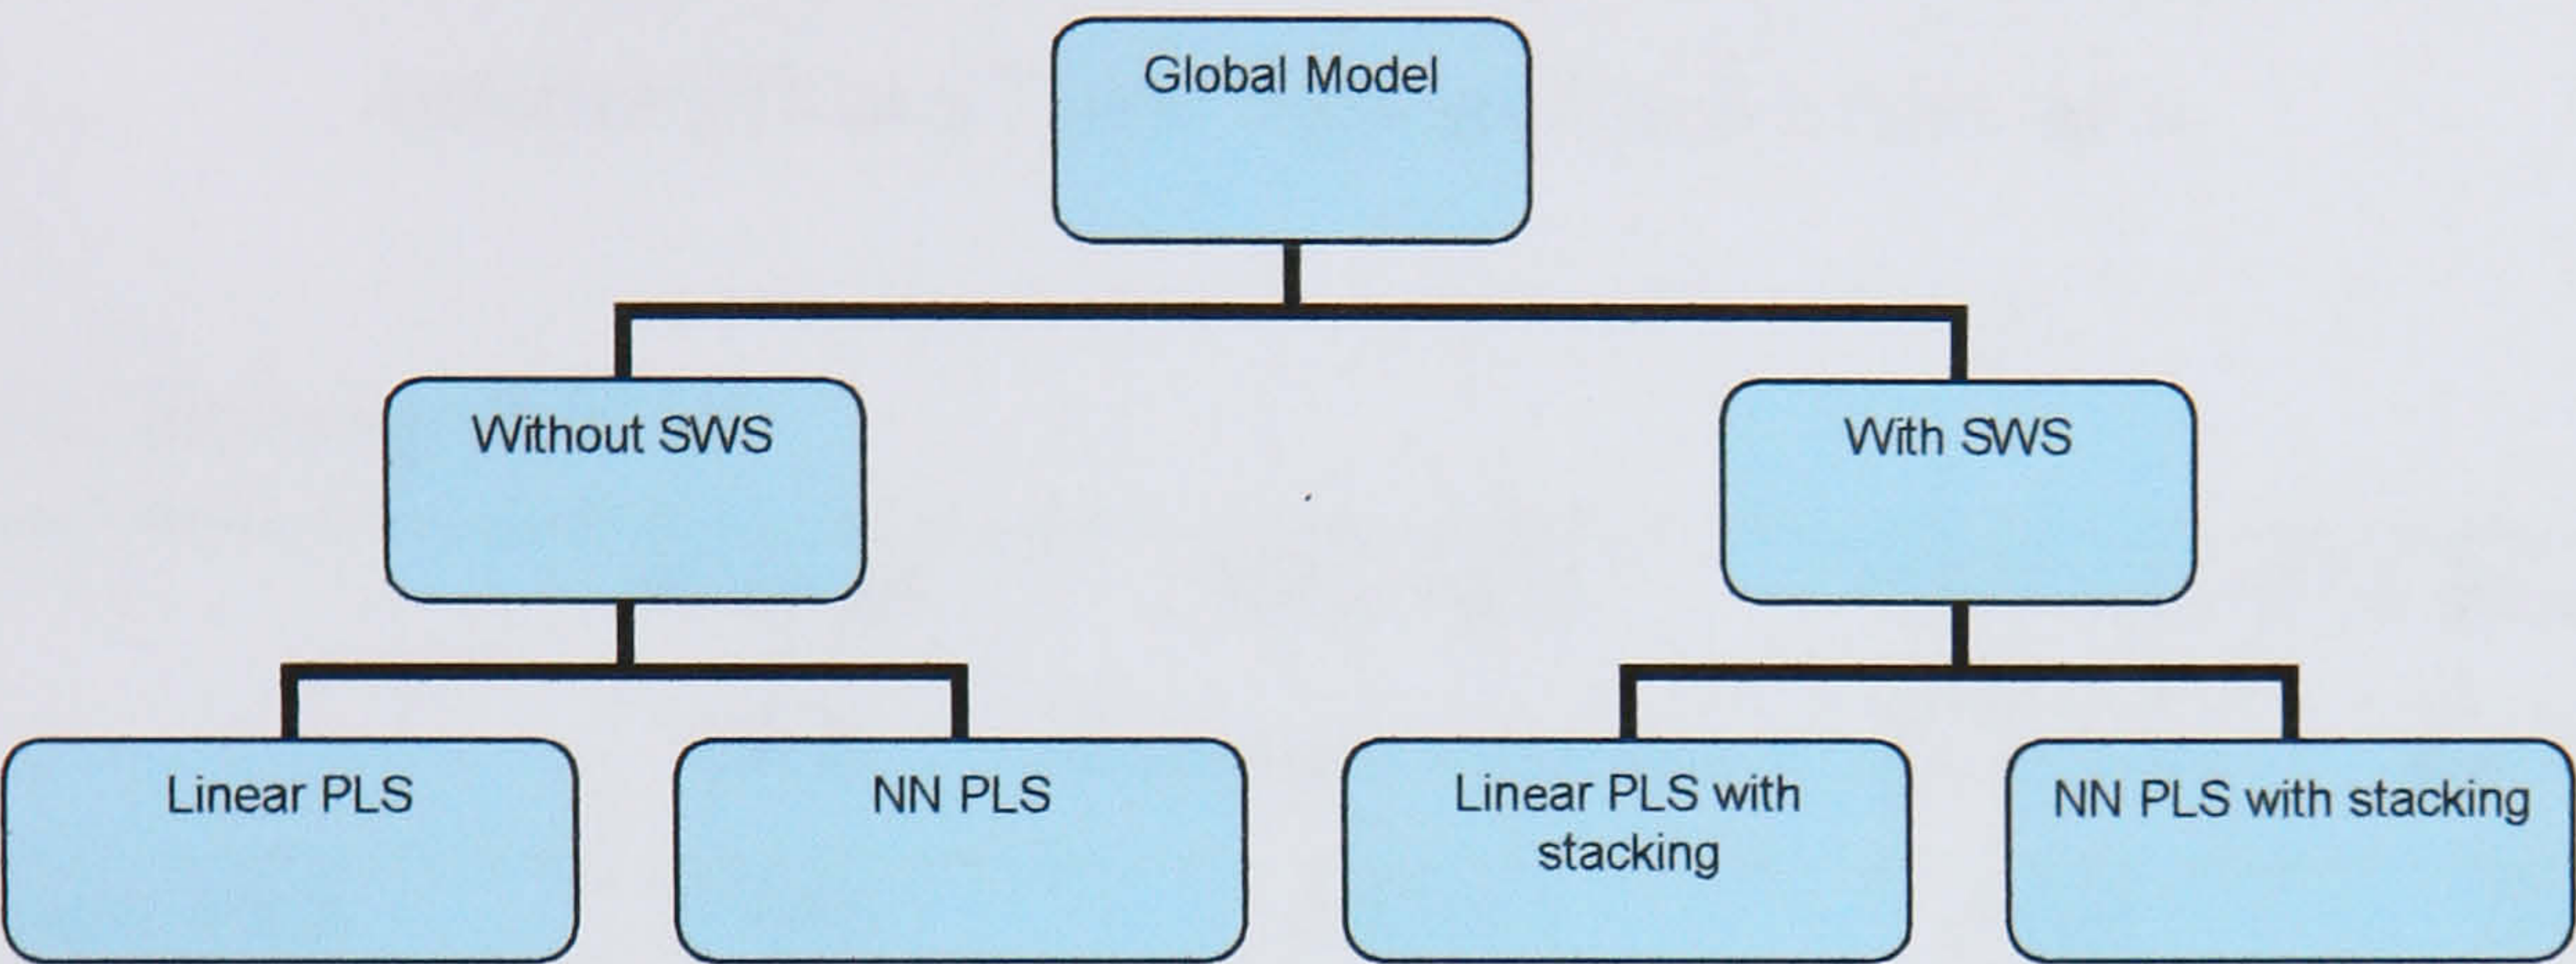 Global Model
Without SWS
With SWS
Linear PLS
NN PLS
Linear PLS with
stacking
NN PLS with stacking